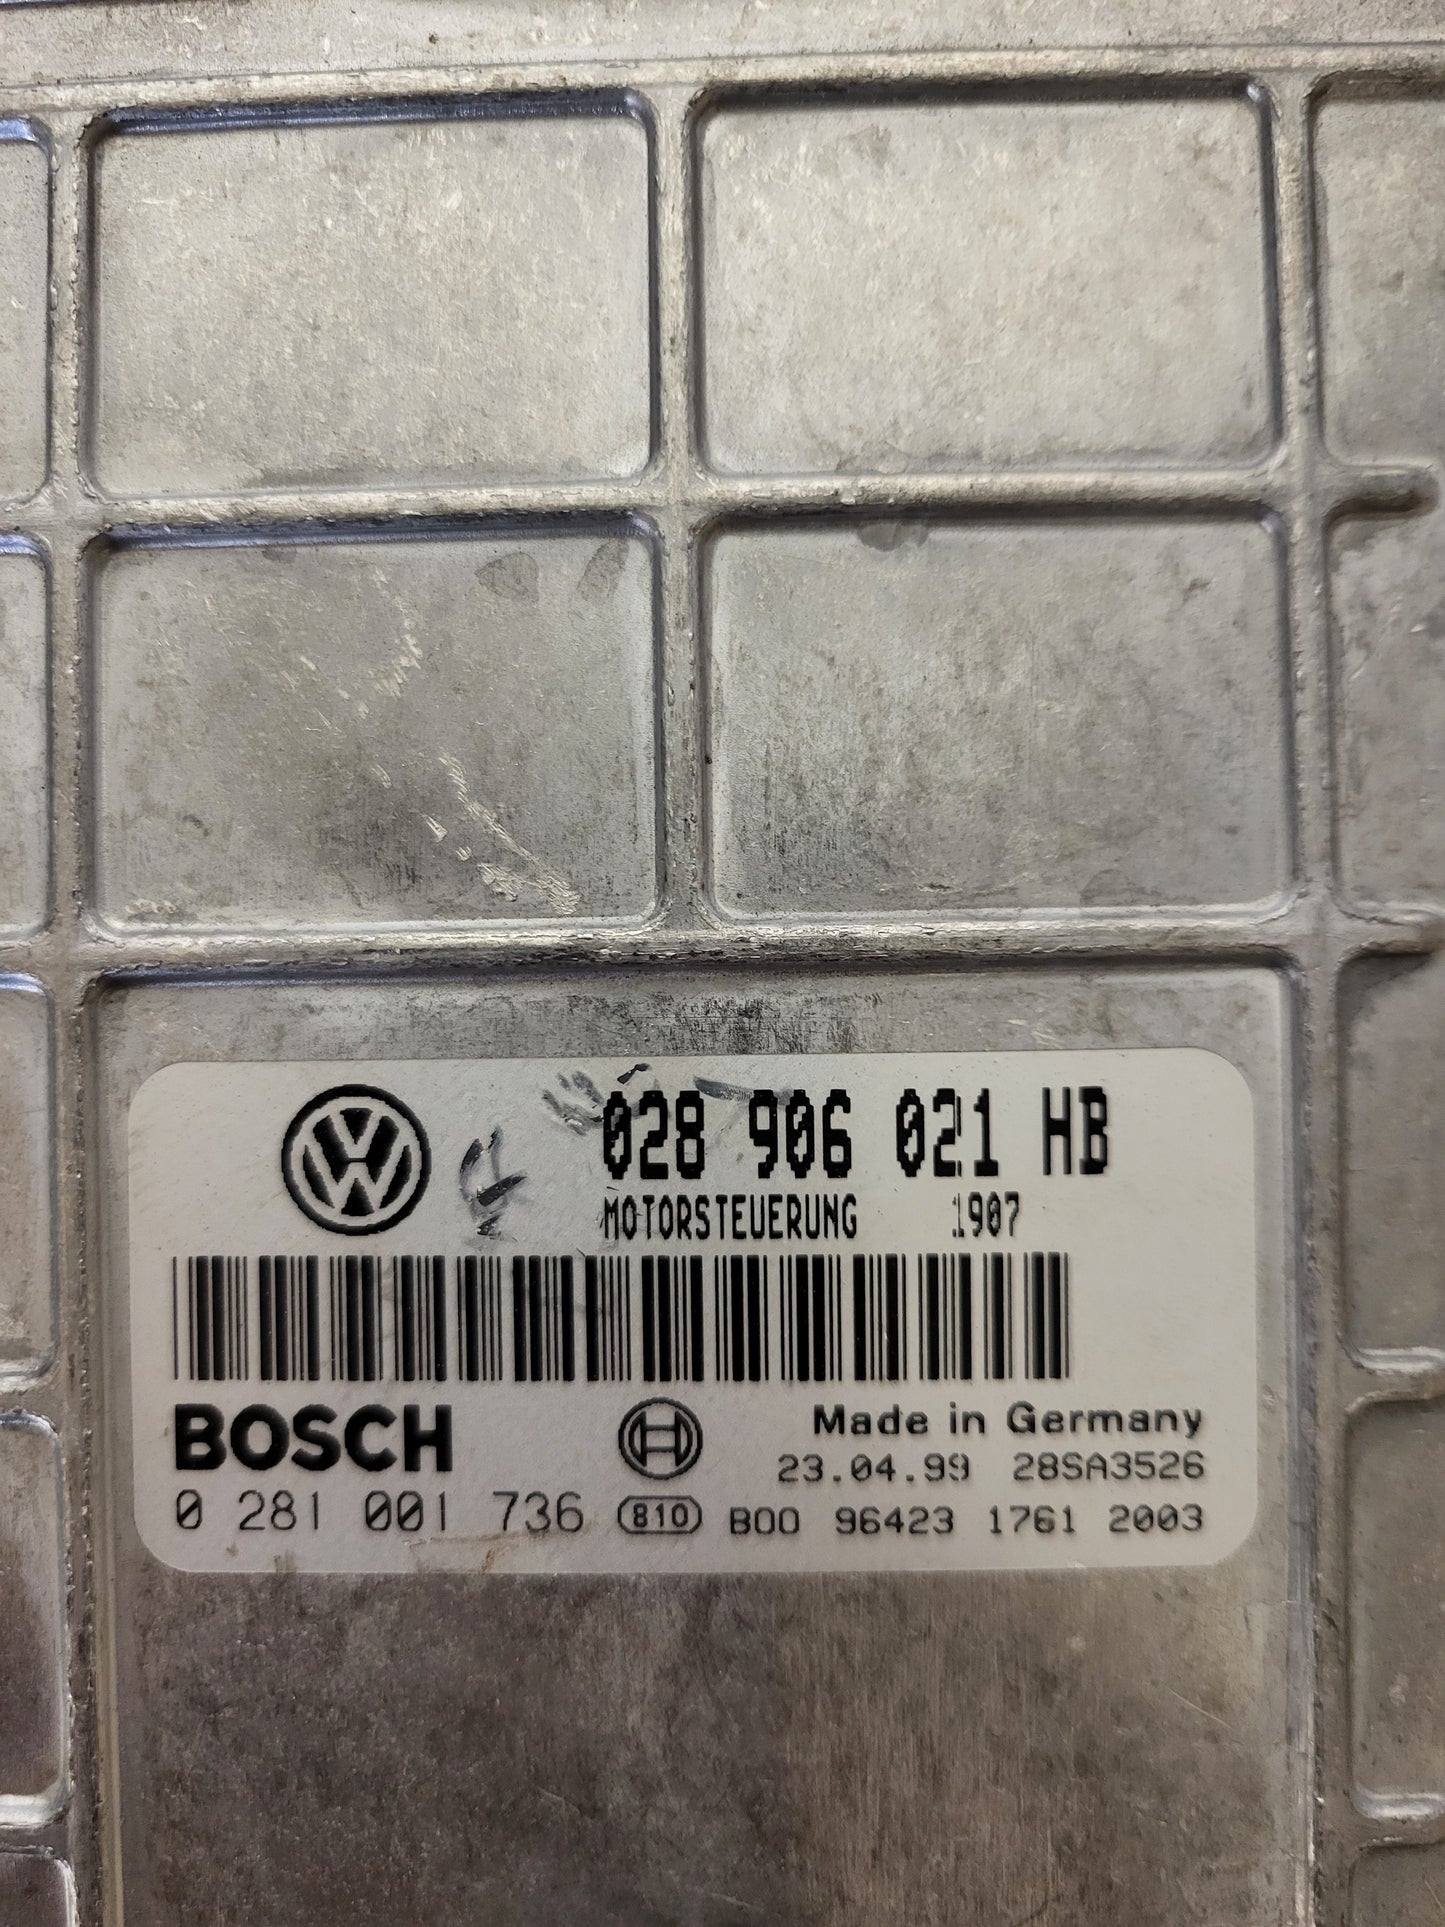 028 906 021 HB
MOTORSTEUERUNG 1907
BOSCH
Made in Germany
23.04.99 28SA3526
0 281 001 736 810 B00 96423 1761 2003